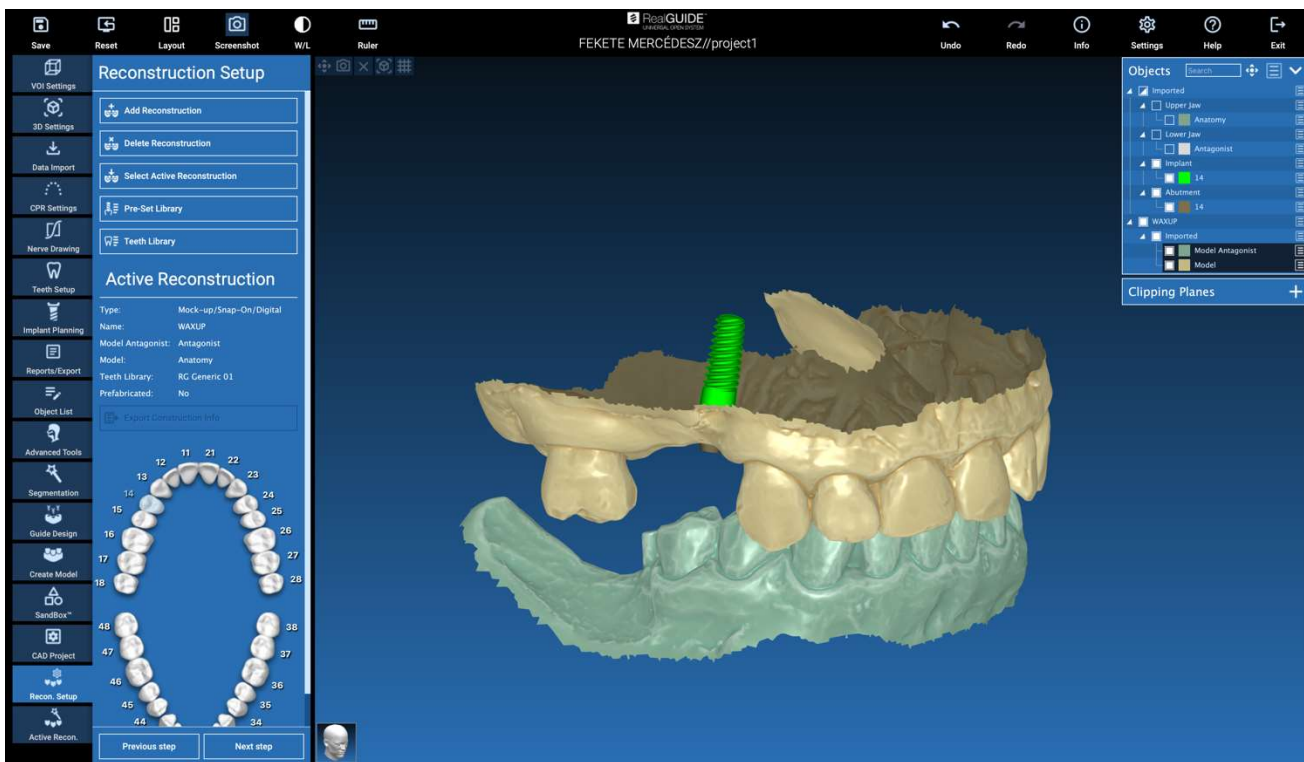 RealGUIDE™
UNIVERSAL OPEN SYSTEM
FEKETE MERCÉDESZ//project1
Save
Reset
Layout
Screenshot
W/L
Ruler
Undo
Redo
Info
Settings
Help
Exit
VOI Settings
3D Settings
Data Import
CPR Settings
Nerve Drawing
Teeth Setup
Implant Planning
Reports/Export
Object List
Advanced Tools
Segmentation
Guide Design
Create Model
SandBox™
CAD Project
Recon. Setup
Active Recon.
Reconstruction Setup
Add Reconstruction
Delete Reconstruction
Select Active Reconstruction
Pre-Set Library
Teeth Library
Active Reconstruction
Type: Mock-up/Snap-On/Digital
Name: WAXUP
Model Antagonist: Antagonist
Model: Anatomy
Teeth Library: RG Generic 01
Prefabricated: No
Export Construction Info
11 21
12 22
13 23
14 24
15 25
16 26
17 27
18 28
48 38
47 37
46 36
45 35
44 34
Previous step
Next step
Objects
Search
Imported
Upper Jaw
Anatomy
Lower Jaw
Antagonist
Implant
14
Abutment
14
WAXUP
Imported
Model Antagonist
Model
Clipping Planes